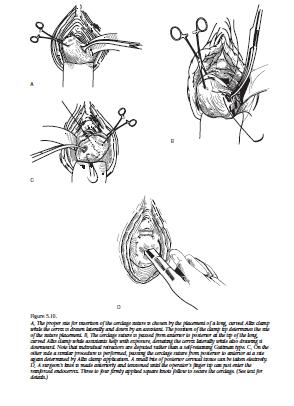 A
B
C
D
Figure 5.10.
A, The proper site for insertion of the cerclage suture is chosen by the placement of a long, curved Allis clamp
while the cervix is drawn laterally and down by an assistant. The position of the clamp tip determines the site
of the suture placement. B, The cerclage suture is passed from anterior to posterior at the tip of the long,
curved Allis clamp while assistants help with exposure, deviating the cervix laterally while also drawing it
downward. Note that individual retractors are depicted rather than a self-retaining Guttman type. C, On the
other side a similar procedure is performed, passing the cerclage suture from posterior to anterior at a site
again determined by Allis clamp application. A small bite of posterior cervical tissue can be taken electively.
D, A surgeon's knot is made anteriorly and tensioned until the operator's finger tip can just enter the
reinforced endocervix. Three to four firmly applied square knots follow to secure the cerclage. (See text for
details.)